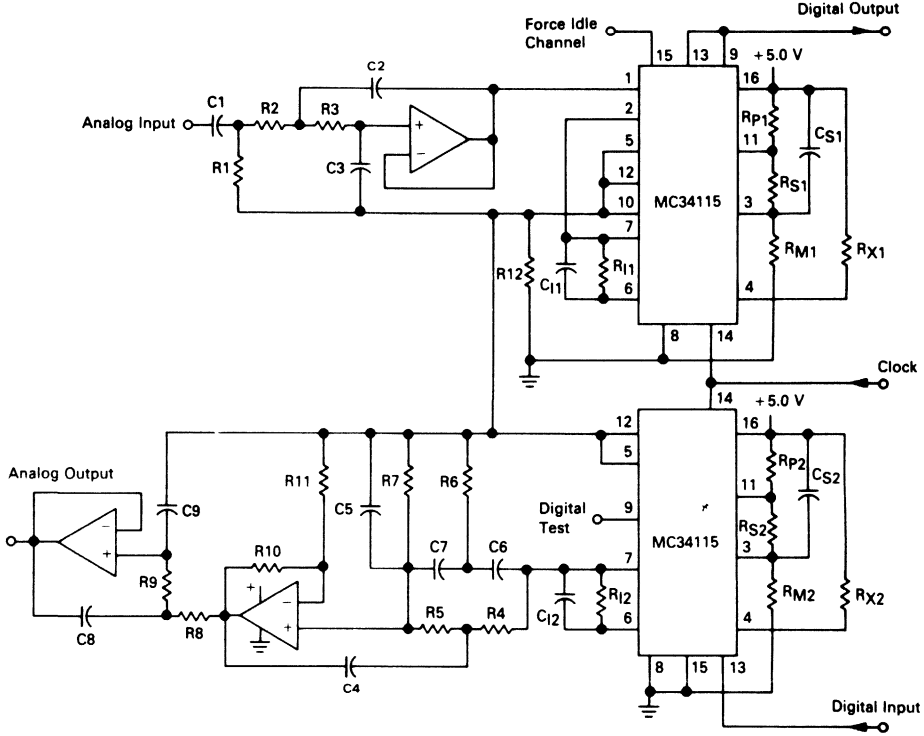 Digital Output
Force Idle
Channel
15
13
9
+5.0 V
C2
1
16
C1
R2
R3
2
RP1
CS1
Analog Input
+
−
5
11
R1
C3
12
RS1
MC34115
10
3
7
RM1
RX1
R12
CI1
RI1
6
4
8
14
Clock
14
+5.0 V
12
16
Analog Output
R11
C5
R7
R6
5
RP2
CS2
11
C9
−
+
Digital
Test
9
RS2
MC34115
3
R10
C7
C6
7
R9
+
−
+
CI2
RI2
RM2
RX2
C8
R8
R5
R4
6
4
C4
8
15
13
Digital Input